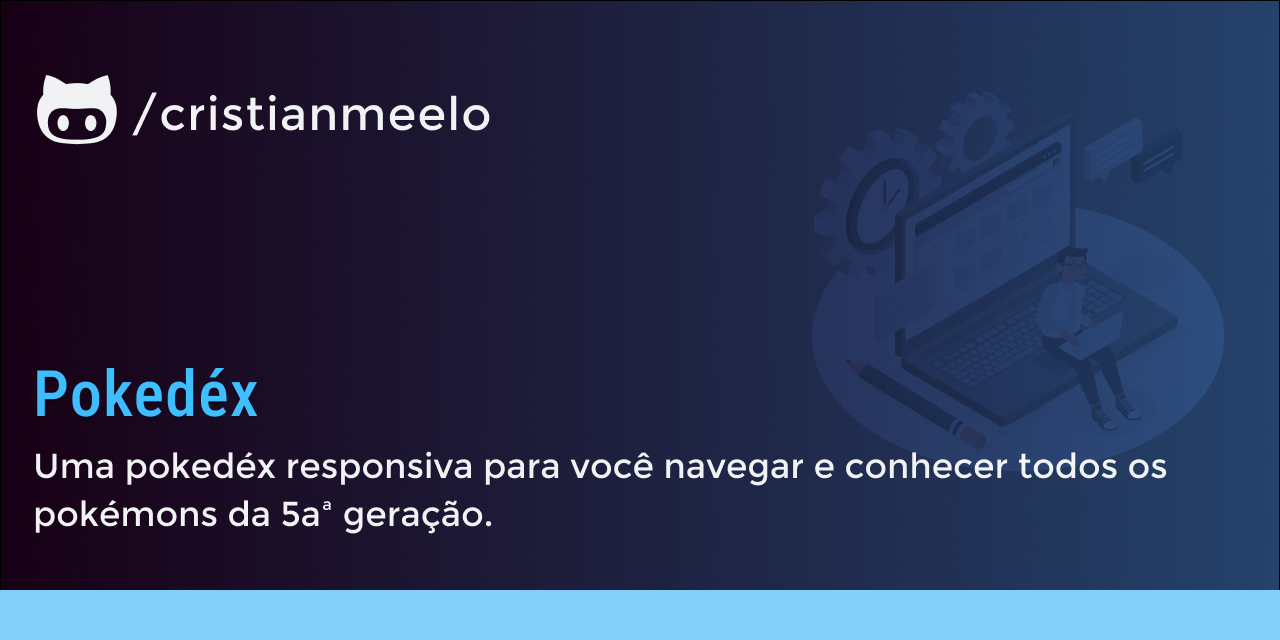 /cristianmeelo
Pokedéx
Uma pokedéx responsiva para você navegar e conhecer todos os
pokémons da 5aª geração.